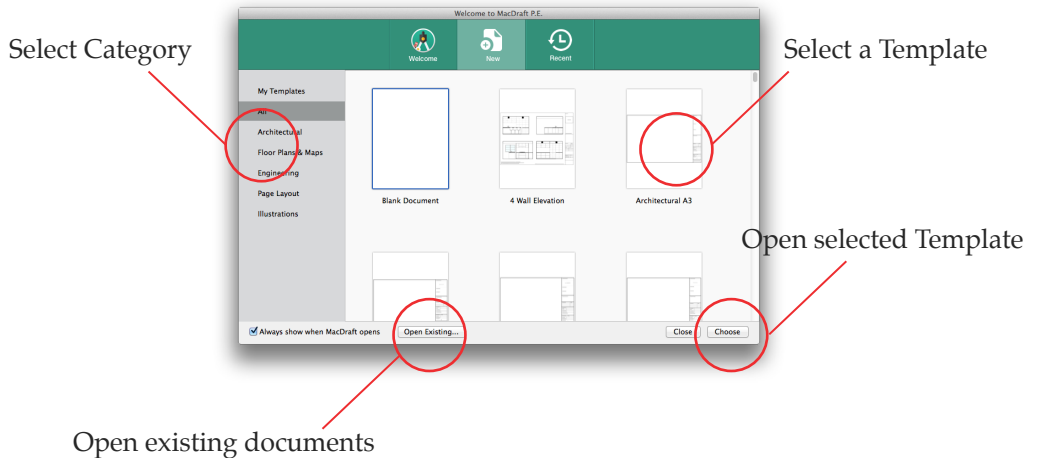 Welcome to MacDraft P.E.
Select Category
Select a Template
Welcome
New
Recent
My Templates
All
Architectural
Floor Plans & Maps
Engineering
Page Layout
Illustrations
Blank Document
4 Wall Elevation
Architectural A3
Open selected Template
Always show when MacDraft opens
Open Existing...
Close
Choose
Open existing documents